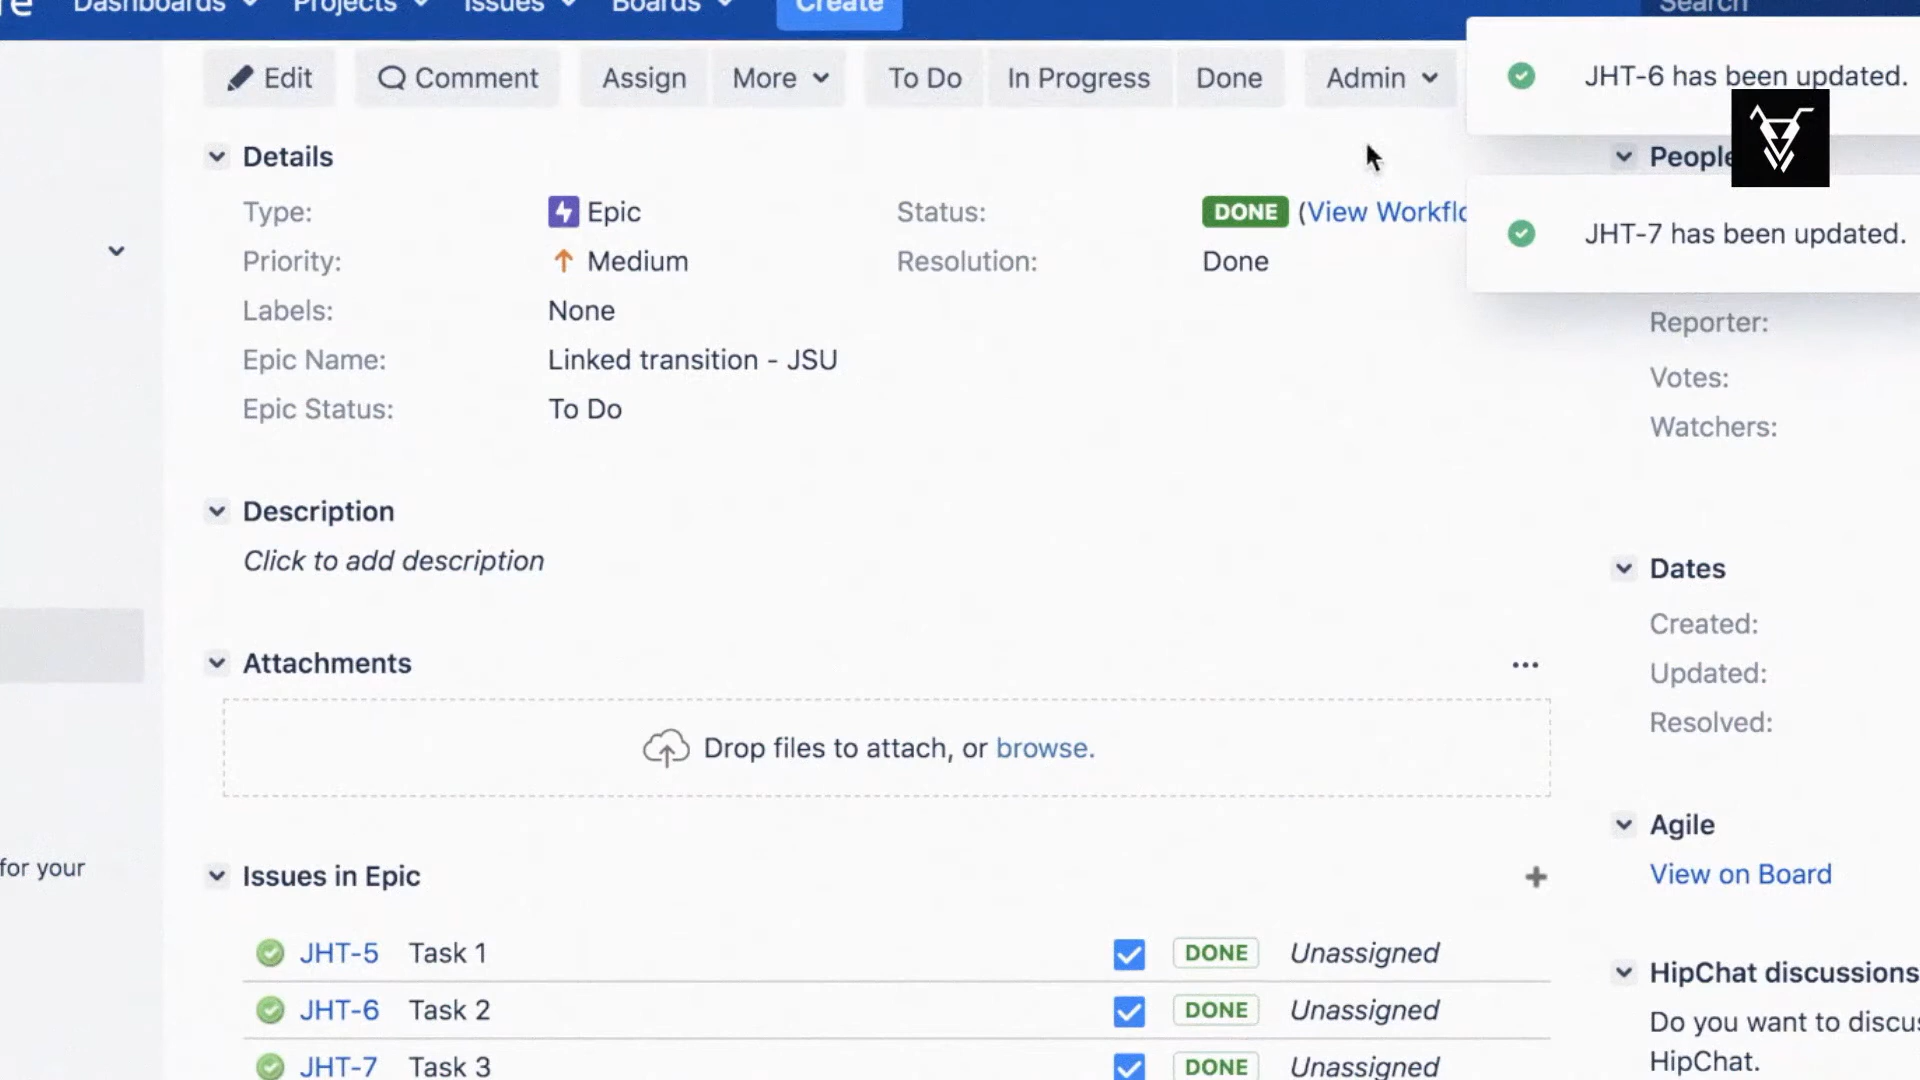 Dashboards Projects Issues Boards Create Search
Edit Comment Assign More To Do In Progress Done Admin
JHT-6 has been updated.
JHT-7 has been updated.
Details
Type: Epic Status: DONE (View Workflo
Priority: Medium Resolution: Done
Labels: None
Epic Name: Linked transition - JSU
Epic Status: To Do
Description
Click to add description
Attachments
Drop files to attach, or browse.
Issues in Epic
JHT-5 Task 1 DONE Unassigned
JHT-6 Task 2 DONE Unassigned
JHT-7 Task 3 DONE Unassigned
for your
People
Reporter:
Votes:
Watchers:
Dates
Created:
Updated:
Resolved:
Agile
View on Board
HipChat discussions
Do you want to discus
HipChat.